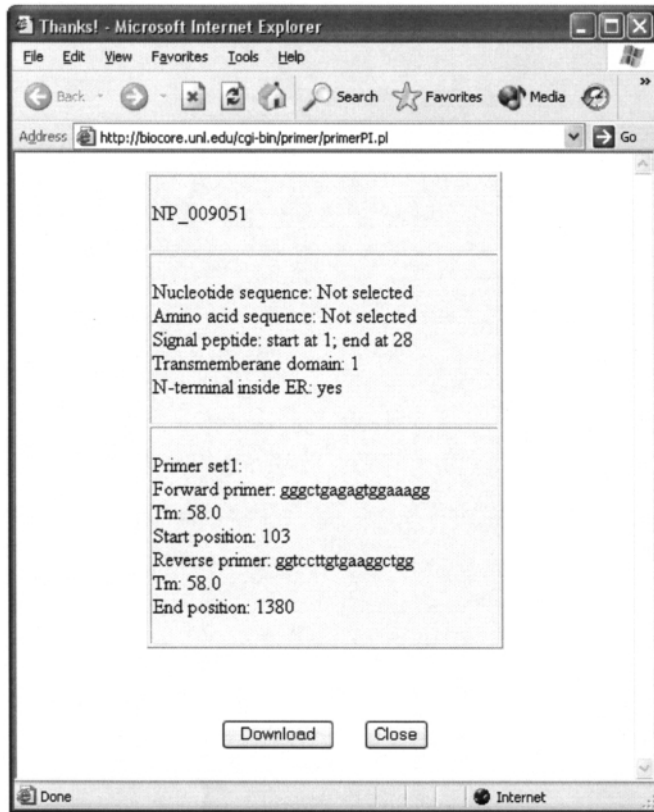 Thanks! - Microsoft Internet Explorer
File Edit View Favorites Tools Help
Back Search Favorites Media »
Address http://biocore.unl.edu/cgi-bin/primer/primerPI.pl Go
NP_009051
Nucleotide sequence: Not selected
Amino acid sequence: Not selected
Signal peptide: start at 1; end at 28
Transmemberane domain: 1
N-terminal inside ER: yes
Primer set1:
Forward primer: gggctgagagtggaaagg
Tm: 58.0
Start position: 103
Reverse primer: ggtccttgtgaaggctgg
Tm: 58.0
End position: 1380
Download Close
Done Internet